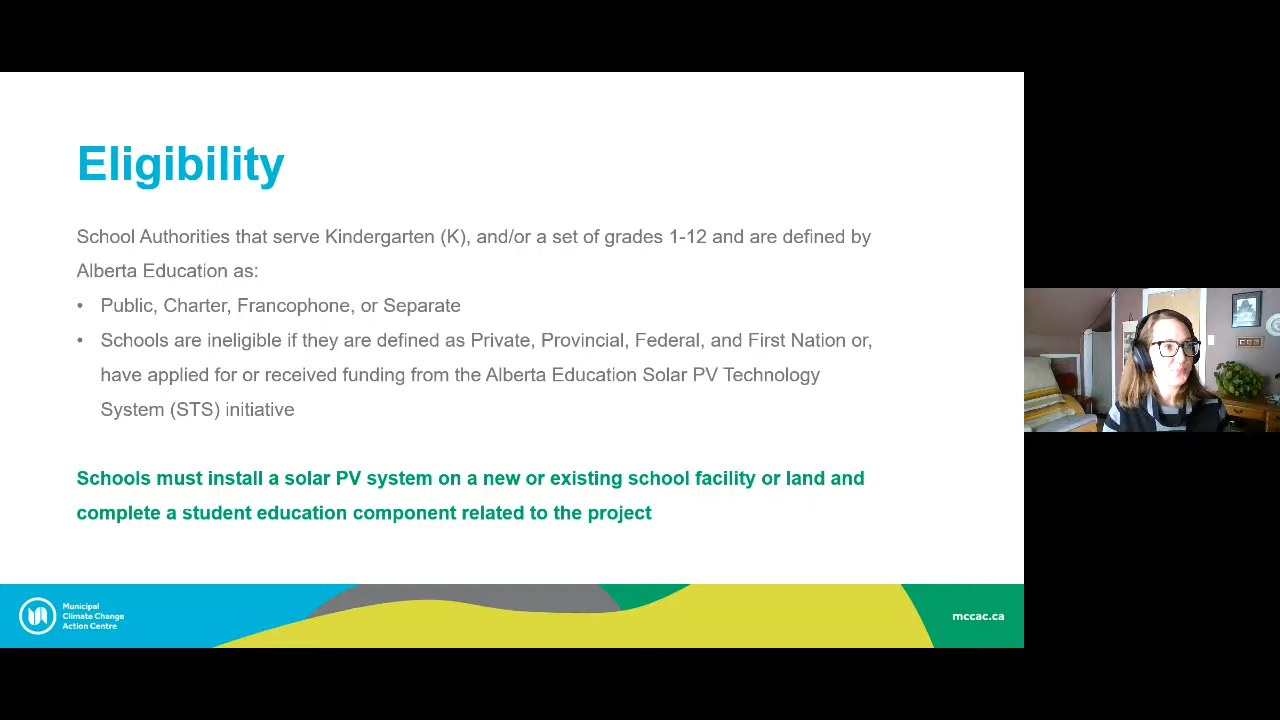 Eligibility
School Authorities that serve Kindergarten (K), and/or a set of grades 1-12 and are defined by
Alberta Education as:
• Public, Charter, Francophone, or Separate
• Schools are ineligible if they are defined as Private, Provincial, Federal, and First Nation or,
have applied for or received funding from the Alberta Education Solar PV Technology
System (STS) initiative
Schools must install a solar PV system on a new or existing school facility or land and
complete a student education component related to the project
Municipal
Climate Change
Action Centre
mccac.ca